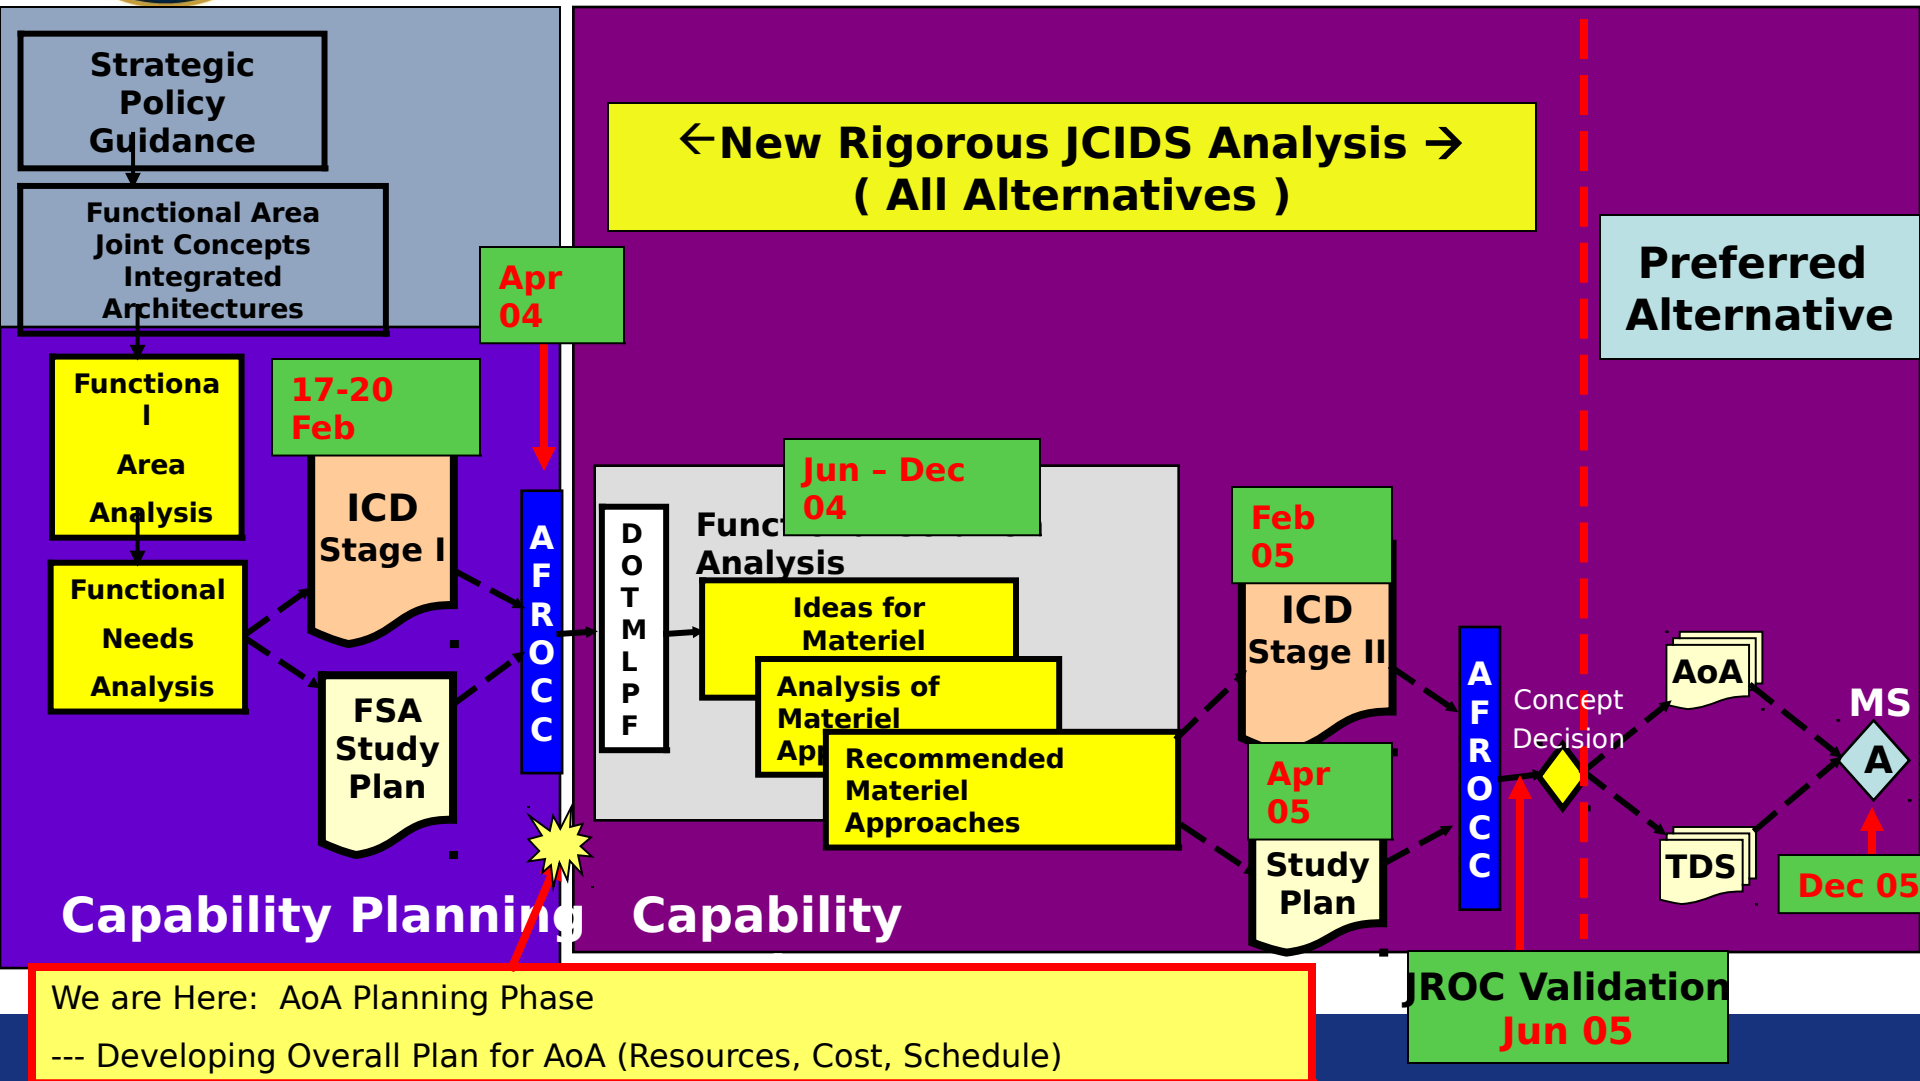 Strategic
Policy
Guidance
Functional Area
Joint Concepts
Integrated
Architectures
Functiona
l
Area
Analysis
Functional
Needs
Analysis
17-20
Feb
ICD
Stage I
FSA
Study
Plan
Apr
04
A
F
R
O
C
C
Capability Planning
←New Rigorous JCIDS Analysis →
( All Alternatives )
D
O
T
M
L
P
F
Jun – Dec
04
Analysis
Ideas for
Materiel
Analysis of
Materiel
Recommended
Materiel
Approaches
Capability
Feb
05
ICD
Stage II
Apr
05
Study
Plan
A
F
R
O
C
C
Concept
Decision
Preferred
Alternative
AoA
TDS
MS
A
Dec 05
JROC Validation
Jun 05
We are Here:  AoA Planning Phase
--- Developing Overall Plan for AoA (Resources, Cost, Schedule)